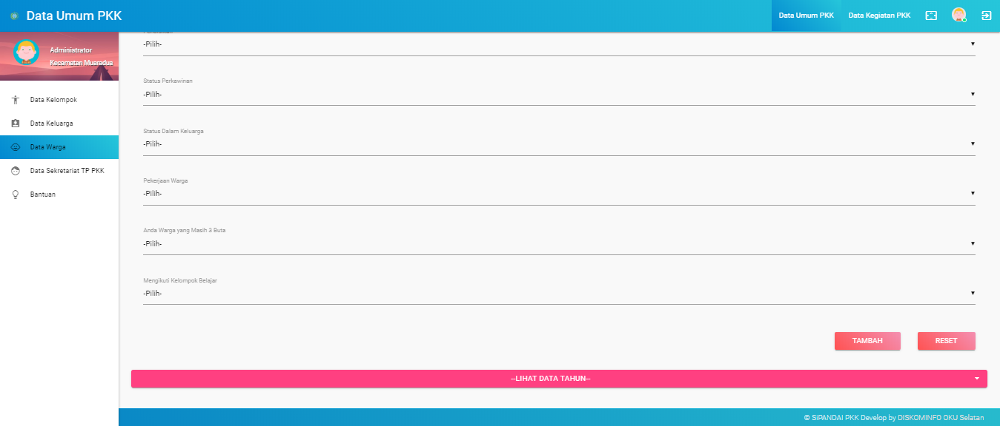 Data Umum PKK
Data Umum PKK
Data Kegiatan PKK
Administrator
Kecamatan Muaradua
Data Kelompok
Data Keluarga
Data Warga
Data Sekretariat TP PKK
Bantuan
Pendidikan
-Pilih-
Status Perkawinan
-Pilih-
Status Dalam Keluarga
-Pilih-
Pekerjaan Warga
-Pilih-
Anda Warga yang Masih 3 Buta
-Pilih-
Mengikuti Kelompok Belajar
-Pilih-
TAMBAH
RESET
--LIHAT DATA TAHUN--
© SiPANDAI PKK Develop by DISKOMINFO OKU Selatan